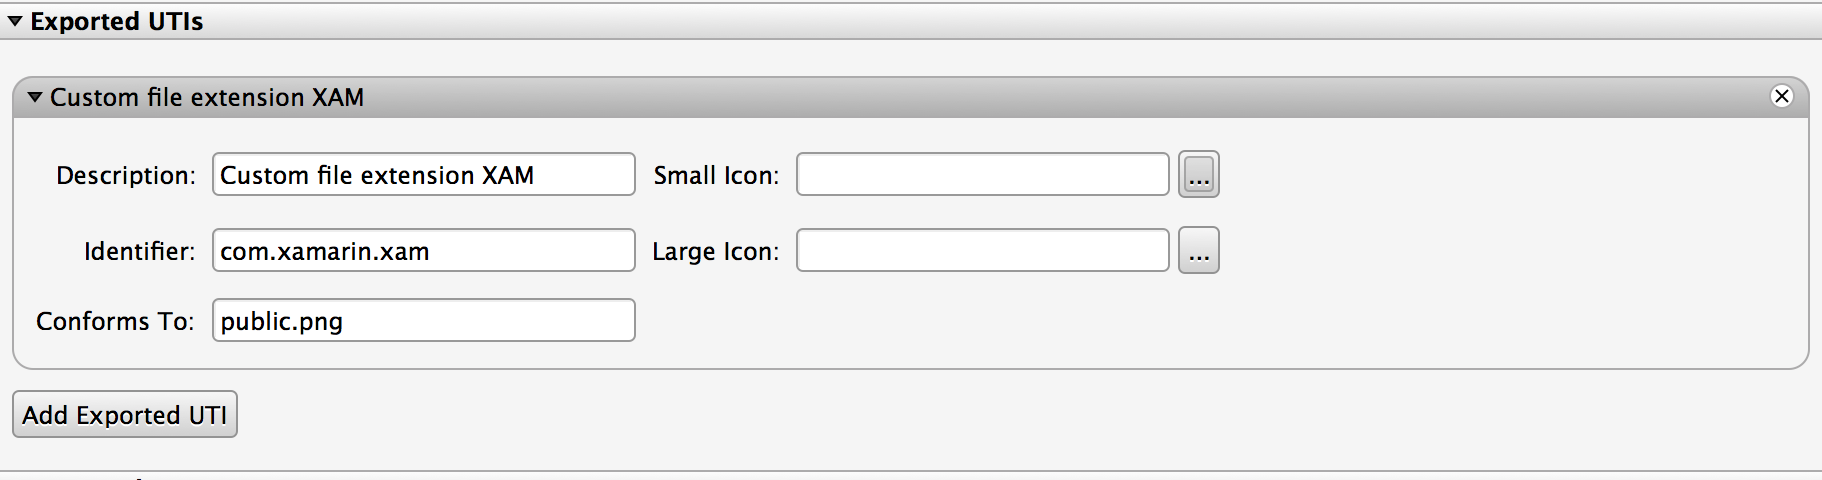 Exported UTIs
Custom file extension XAM
Description: Custom file extension XAM Small Icon: ...
Identifier: com.xamarin.xam Large Icon: ...
Conforms To: public.png
Add Exported UTI